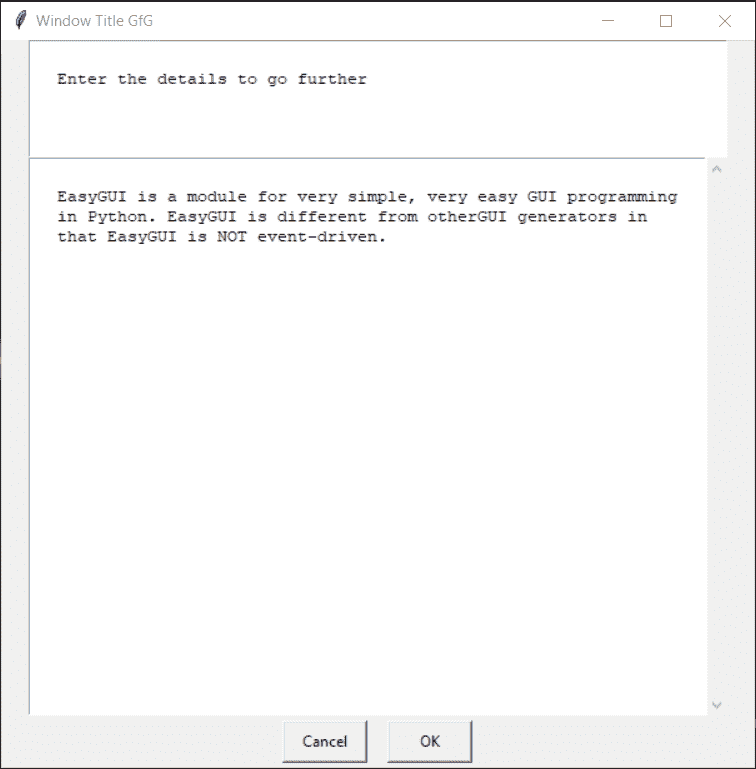 Window Title GfG
Enter the details to go further
EasyGUI is a module for very simple, very easy GUI programming
in Python. EasyGUI is different from otherGUI generators in
that EasyGUI is NOT event-driven.
Cancel OK